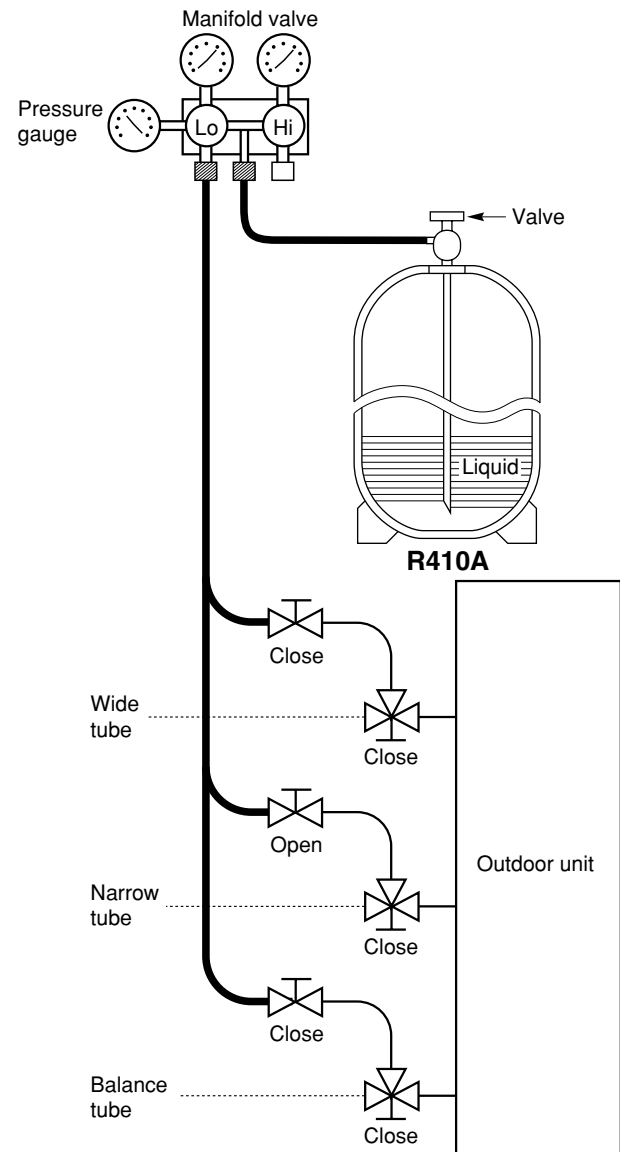 Manifold valve
Pressure
gauge
Lo
Hi
Valve
Liquid
R410A
Close
Wide
tube
Close
Open
Outdoor unit
Narrow
tube
Close
Close
Balance
tube
Close